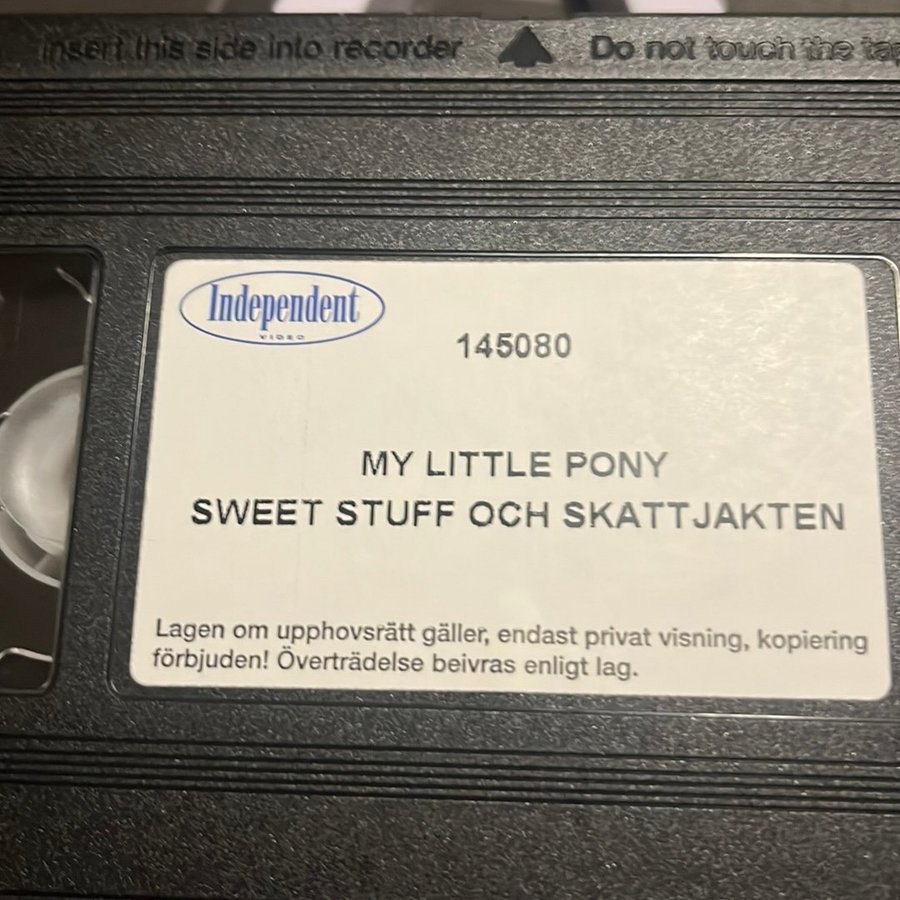 Insert this side into recorder Do not touch the
Independent
VIDEO
145080
MY LITTLE PONY
SWEET STUFF OCH SKATTJAKTEN
Lagen om upphovsrätt gäller, endast privat visning, kopiering
förbjuden! Överträdelse beivras enligt lag.